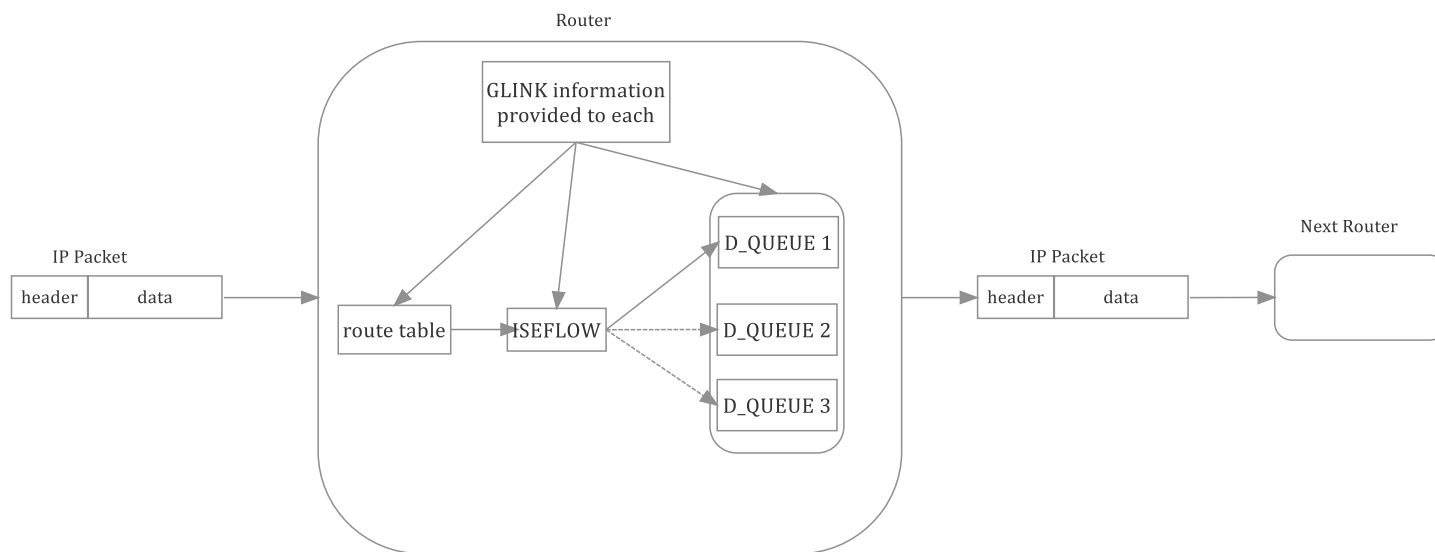 Router
GLINK information
provided to each
IP Packet
header
data
route table
ISEFLOW
D_QUEUE 1
D_QUEUE 2
D_QUEUE 3
IP Packet
header
data
Next Router